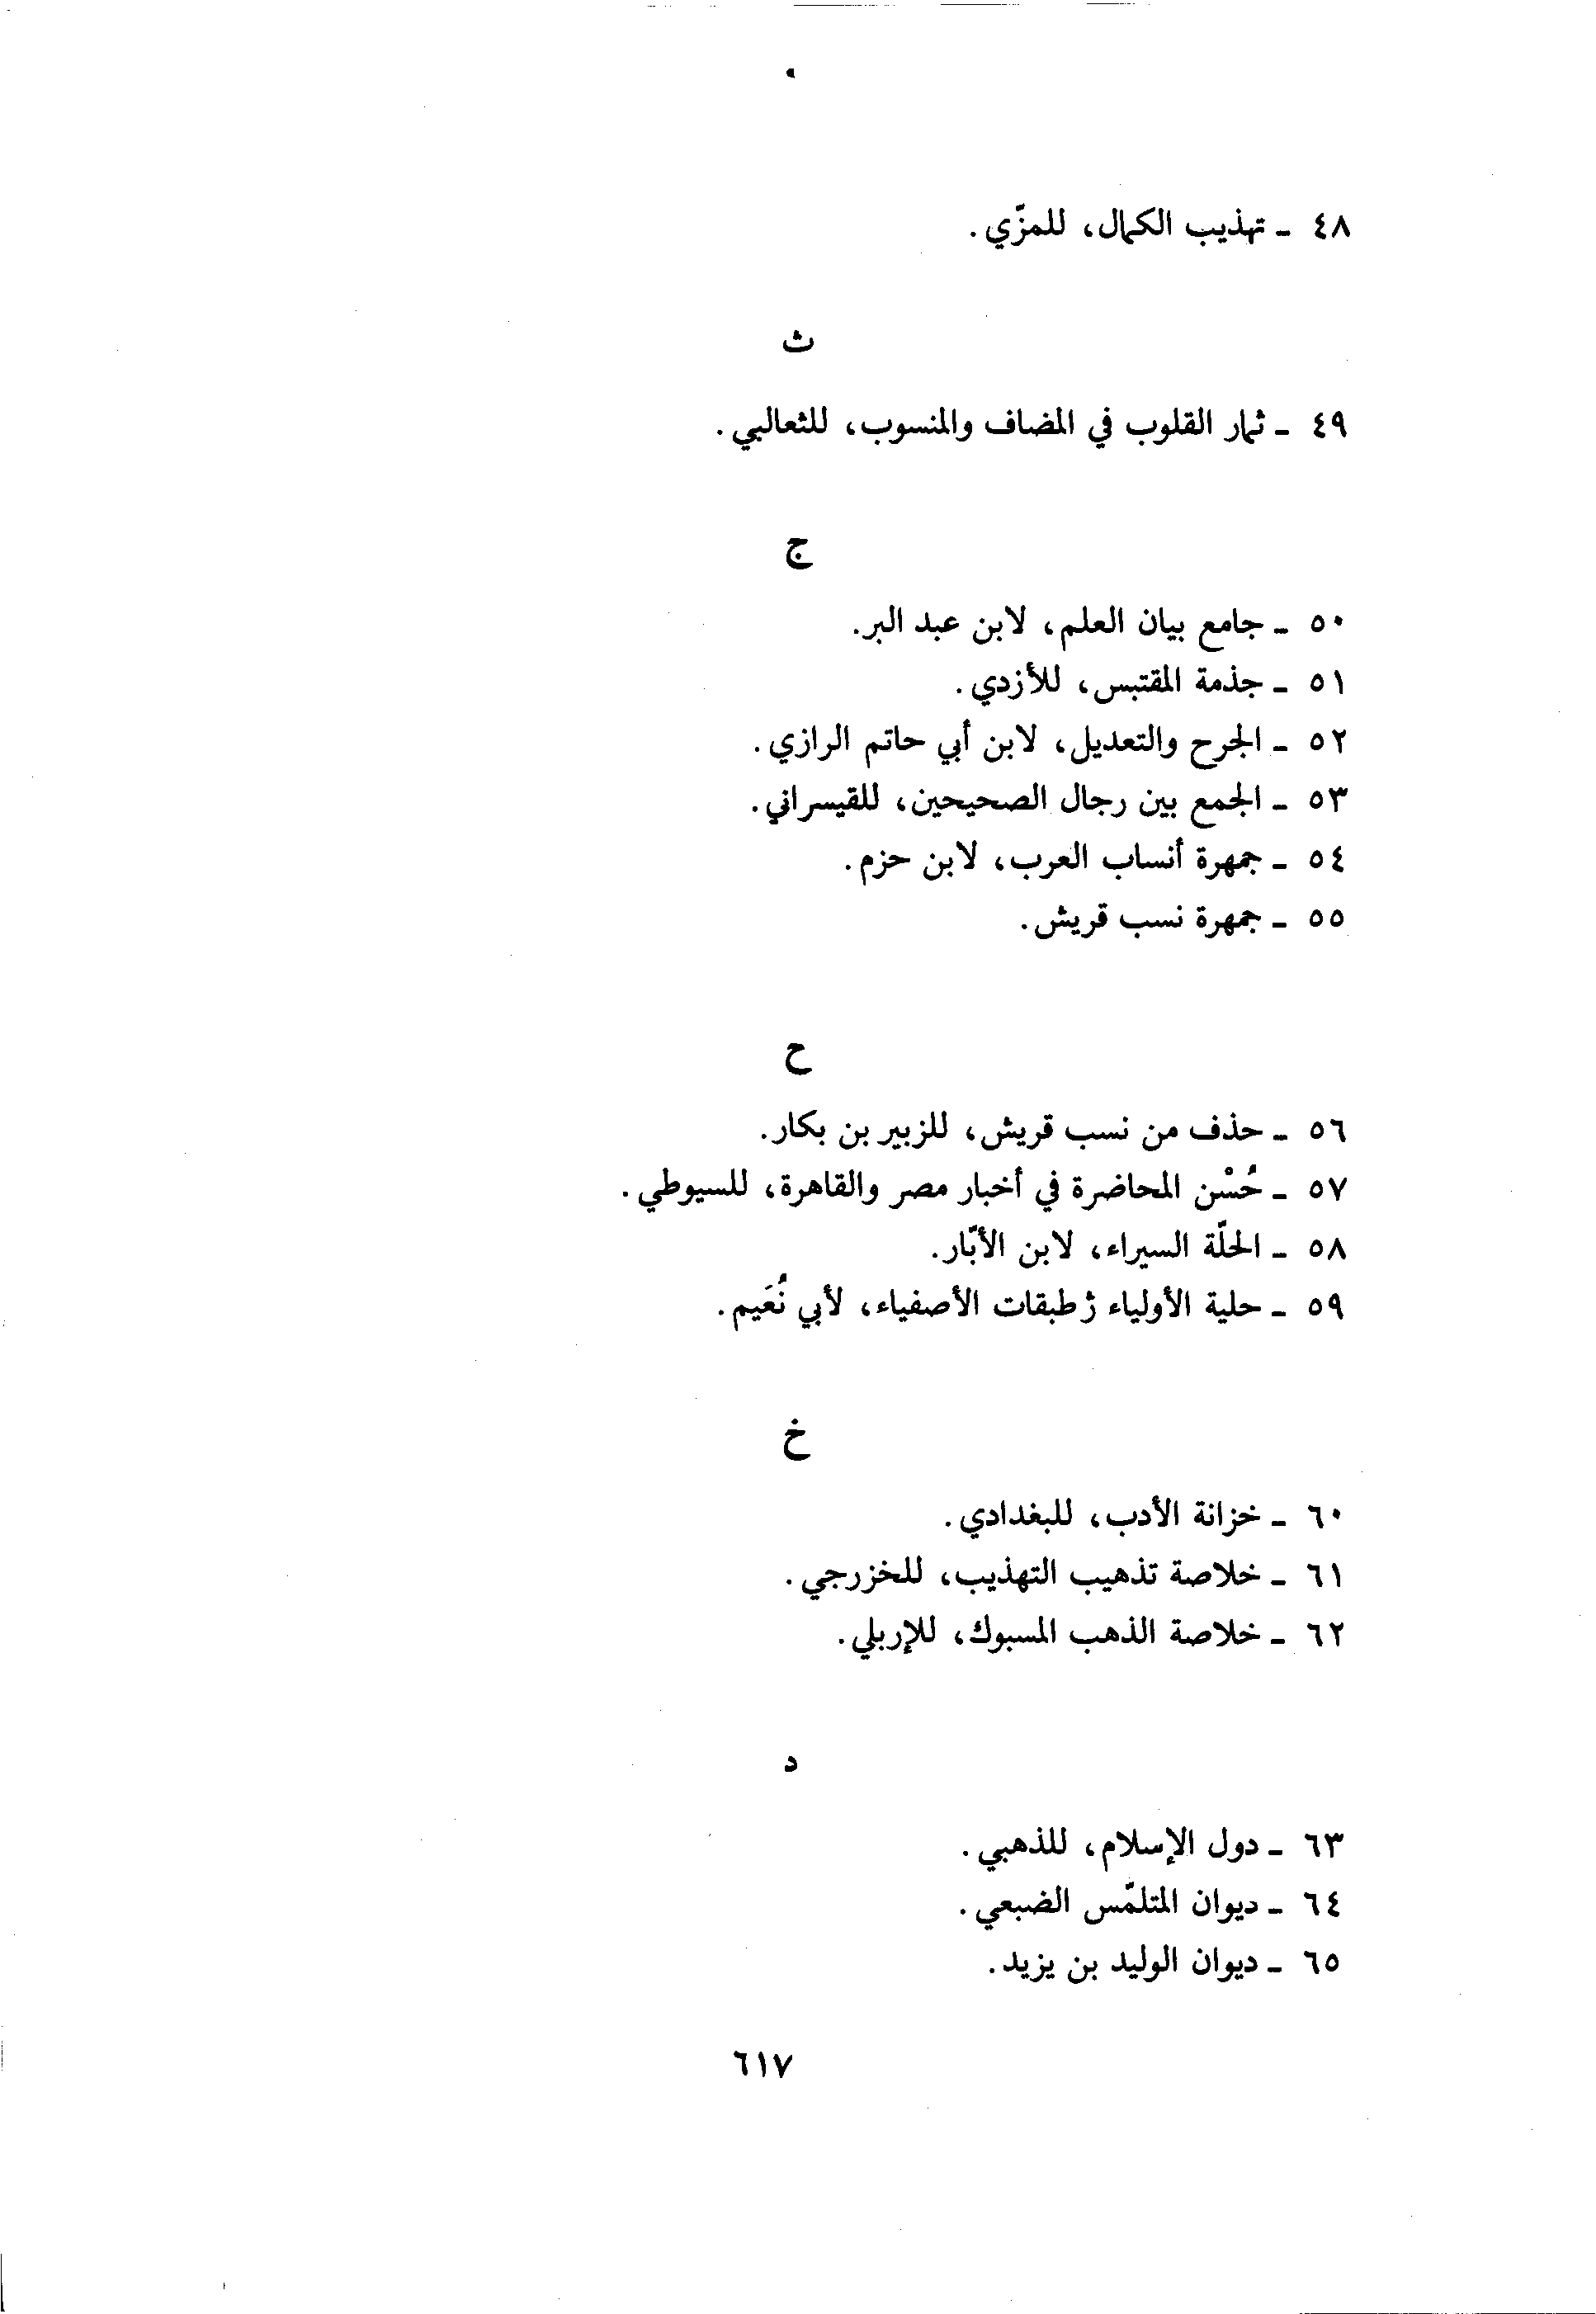 ٤٨ - تهذيب الكمال، للمزّي.
ث
٤٩ - ثمار القلوب في المضاف والمنسوب، للثعالبي.
ج
٥٠ - جامع بيان العلم، لابن عبد البر.
٥١ - جذمة المقتبس، للأزدي.
٥٢ - الجرح والتعديل، لابن أبي حاتم الرازي.
٥٣ - الجمع بين رجال الصحيحين، للقيسراني.
٥٤ - جمهرة أنساب العرب، لابن حزم.
٥٥ - جمهرة نسب قريش.
ح
٥٦ - حذف من نسب قريش، للزبير بن بكار.
٥٧ - حُسْن المحاضرة في أخبار مصر والقاهرة، للسيوطي.
٥٨ - الحلّة السيراء، لابن الأبّار.
٥٩ - حلية الأولياء ژطبقات الأصفياء، لأبي نُعَيم.
خ
٦٠ - خزانة الأدب، للبغدادي.
٦١ - خلاصة تذهيب التهذيب، للخزرجي.
٦٢ - خلاصة الذهب المسبوك، للإربلي.
د
٦٣ - دول الإسلام، للذهبي.
٦٤ - ديوان المتلمّس الضبعي.
٦٥ - ديوان الوليد بن يزيد.
٦١٧